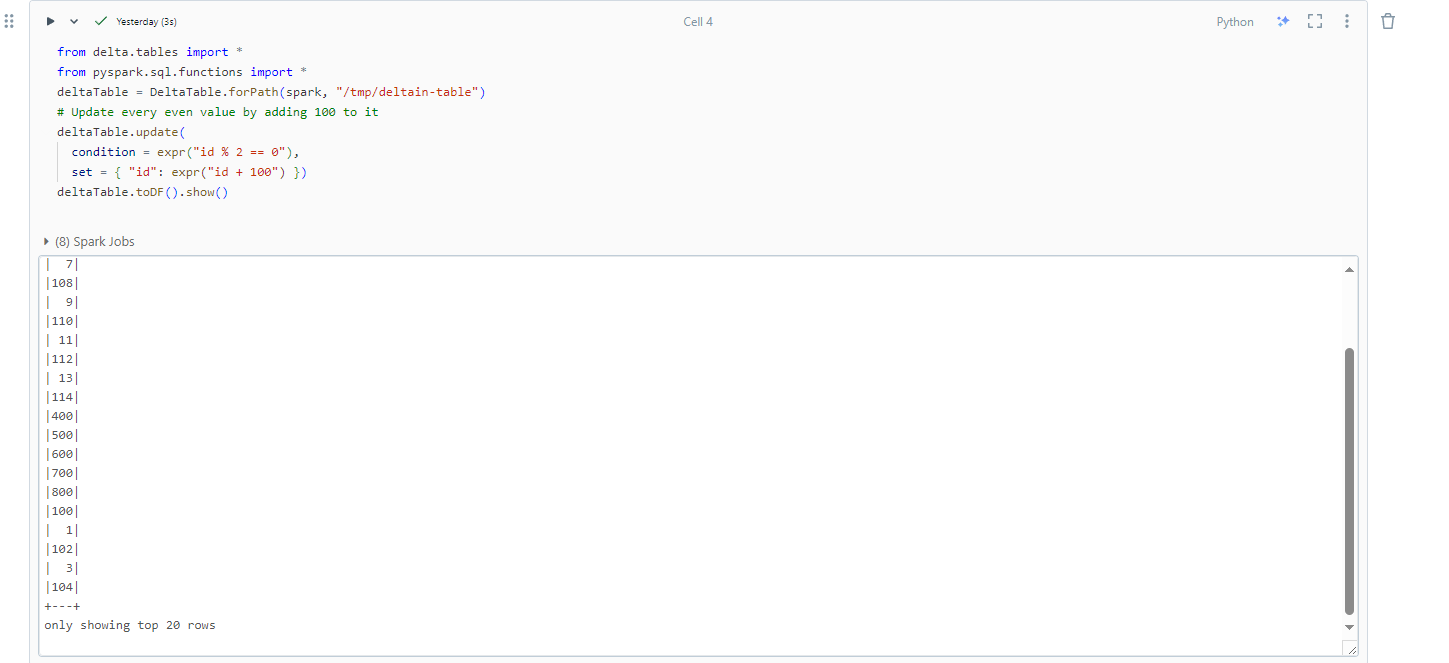 Yesterday (3s)
Cell 4
Python
from delta.tables import *
from pyspark.sql.functions import *
deltaTable = DeltaTable.forPath(spark, "/tmp/deltain-table")
# Update every even value by adding 100 to it
deltaTable.update(
  condition = expr("id % 2 == 0"),
  set = { "id": expr("id + 100") })
deltaTable.toDF().show()
(8) Spark Jobs
|  7|
|108|
|  9|
|110|
| 11|
|112|
| 13|
|114|
|400|
|500|
|600|
|700|
|800|
|100|
|  1|
|102|
|  3|
|104|
+---+
only showing top 20 rows